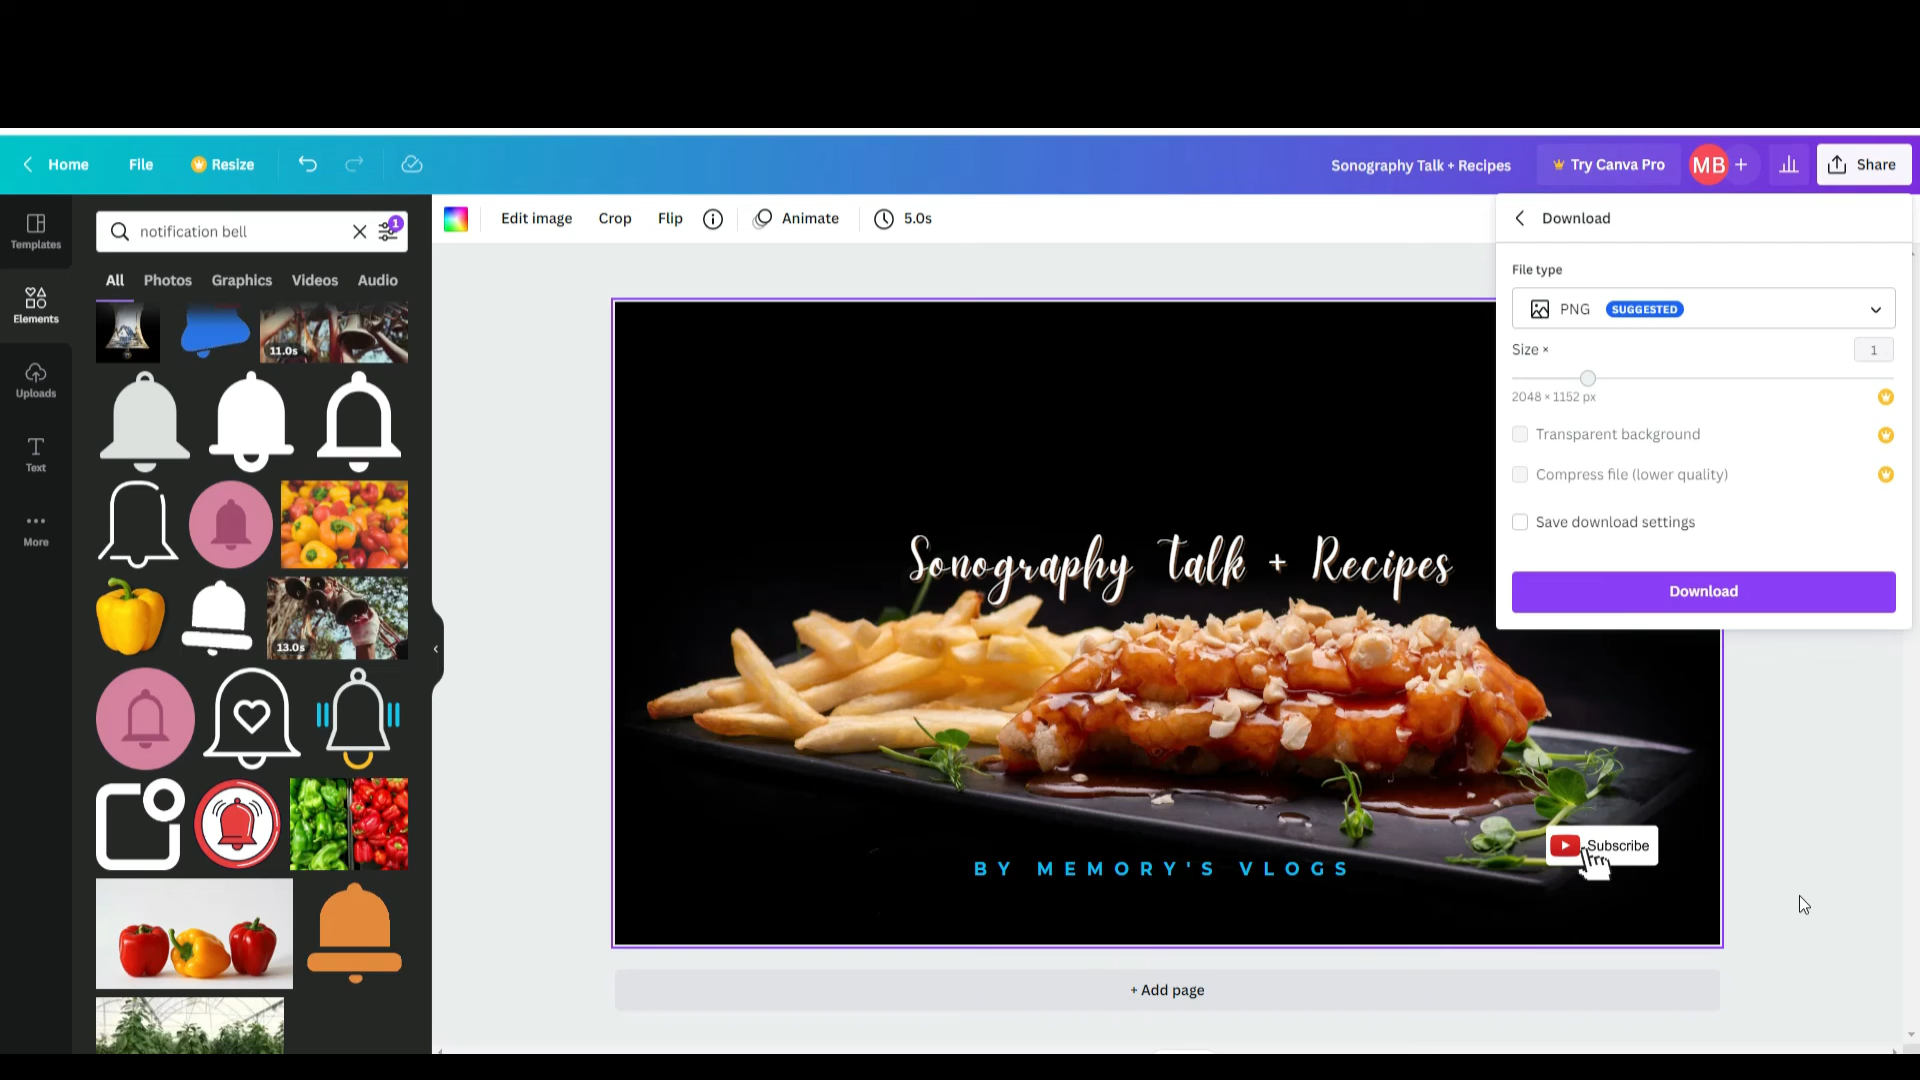 Home
File
Resize
Sonography Talk + Recipes
Try Canva Pro
MB
+
Share
Templates
Elements
Uploads
Text
More
notification bell
1
All
Photos
Graphics
Videos
Audio
11.0s
13.0s
Edit image
Crop
Flip
Animate
5.0s
Download
File type
PNG
SUGGESTED
Size ×
1
2048 × 1152 px
Transparent background
Compress file (lower quality)
Save download settings
Download
Sonography Talk + Recipes
BY MEMORY'S VLOGS
Subscribe
+ Add page